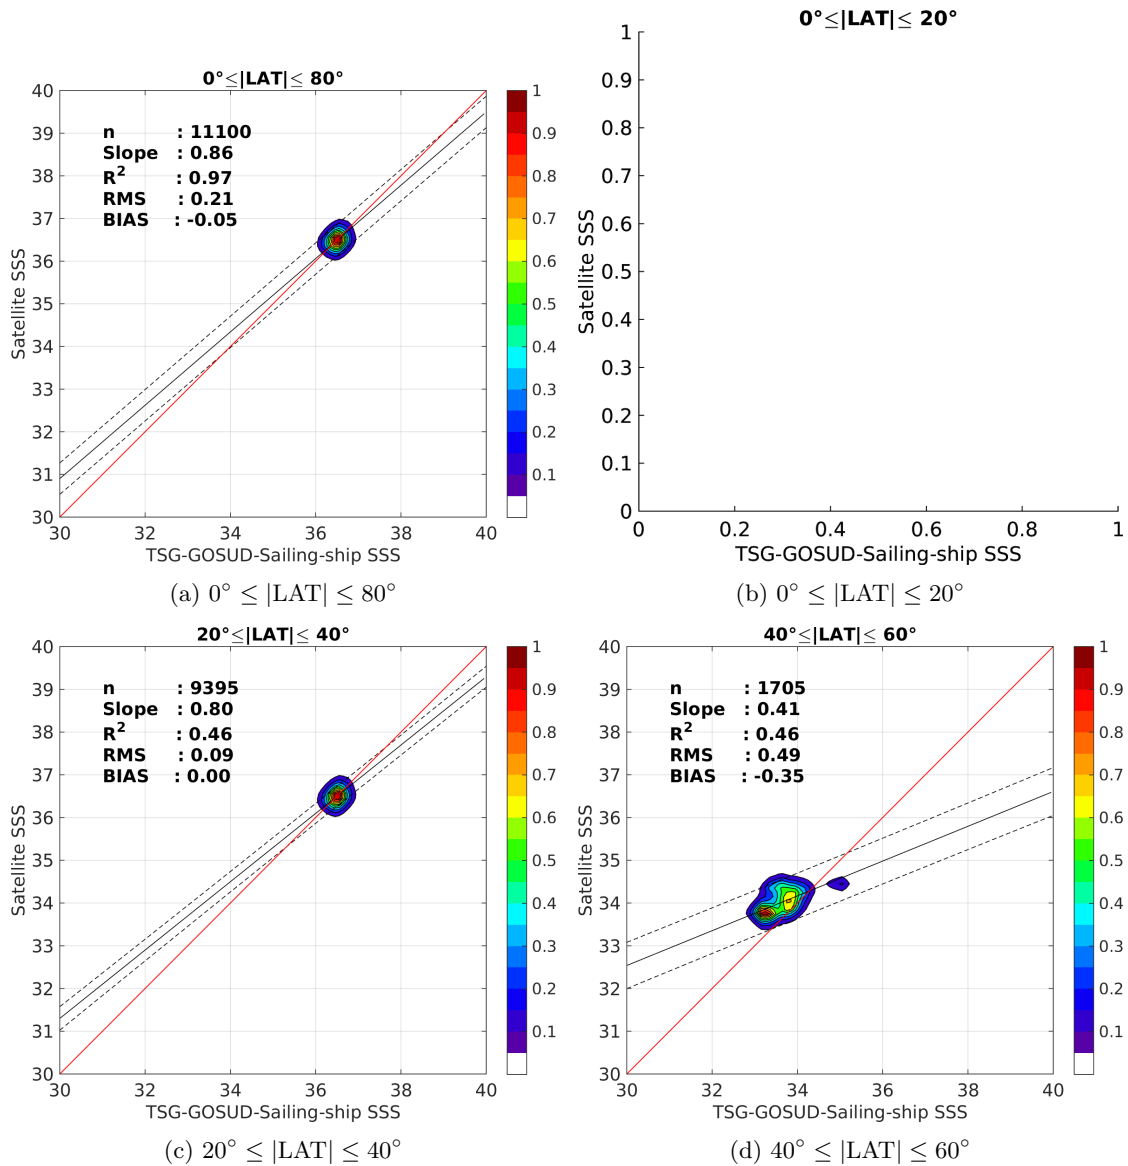 0°≤|LAT|≤ 80°
40
39
38
37
36
35
34
33
32
31
30
30 32 34 36 38 40
Satellite SSS
TSG-GOSUD-Sailing-ship SSS
n : 11100
Slope : 0.86
R² : 0.97
RMS : 0.21
BIAS : -0.05
1
0.9
0.8
0.7
0.6
0.5
0.4
0.3
0.2
0.1
(a) 0° ≤ |LAT| ≤ 80°
0°≤|LAT|≤ 20°
1
0.9
0.8
0.7
0.6
0.5
0.4
0.3
0.2
0.1
0
0 0.2 0.4 0.6 0.8 1
Satellite SSS
TSG-GOSUD-Sailing-ship SSS
(b) 0° ≤ |LAT| ≤ 20°
20°≤|LAT|≤ 40°
40
39
38
37
36
35
34
33
32
31
30
30 32 34 36 38 40
Satellite SSS
TSG-GOSUD-Sailing-ship SSS
n : 9395
Slope : 0.80
R² : 0.46
RMS : 0.09
BIAS : 0.00
1
0.9
0.8
0.7
0.6
0.5
0.4
0.3
0.2
0.1
(c) 20° ≤ |LAT| ≤ 40°
40°≤|LAT|≤ 60°
40
39
38
37
36
35
34
33
32
31
30
30 32 34 36 38 40
Satellite SSS
TSG-GOSUD-Sailing-ship SSS
n : 1705
Slope : 0.41
R² : 0.46
RMS : 0.49
BIAS : -0.35
1
0.9
0.8
0.7
0.6
0.5
0.4
0.3
0.2
0.1
(d) 40° ≤ |LAT| ≤ 60°